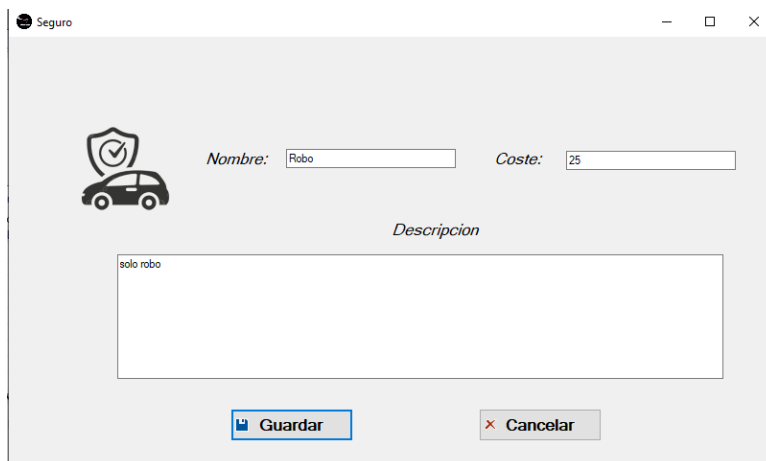 Seguro
Nombre: Robo Coste: 25
Descripcion
solo robo
Guardar Cancelar